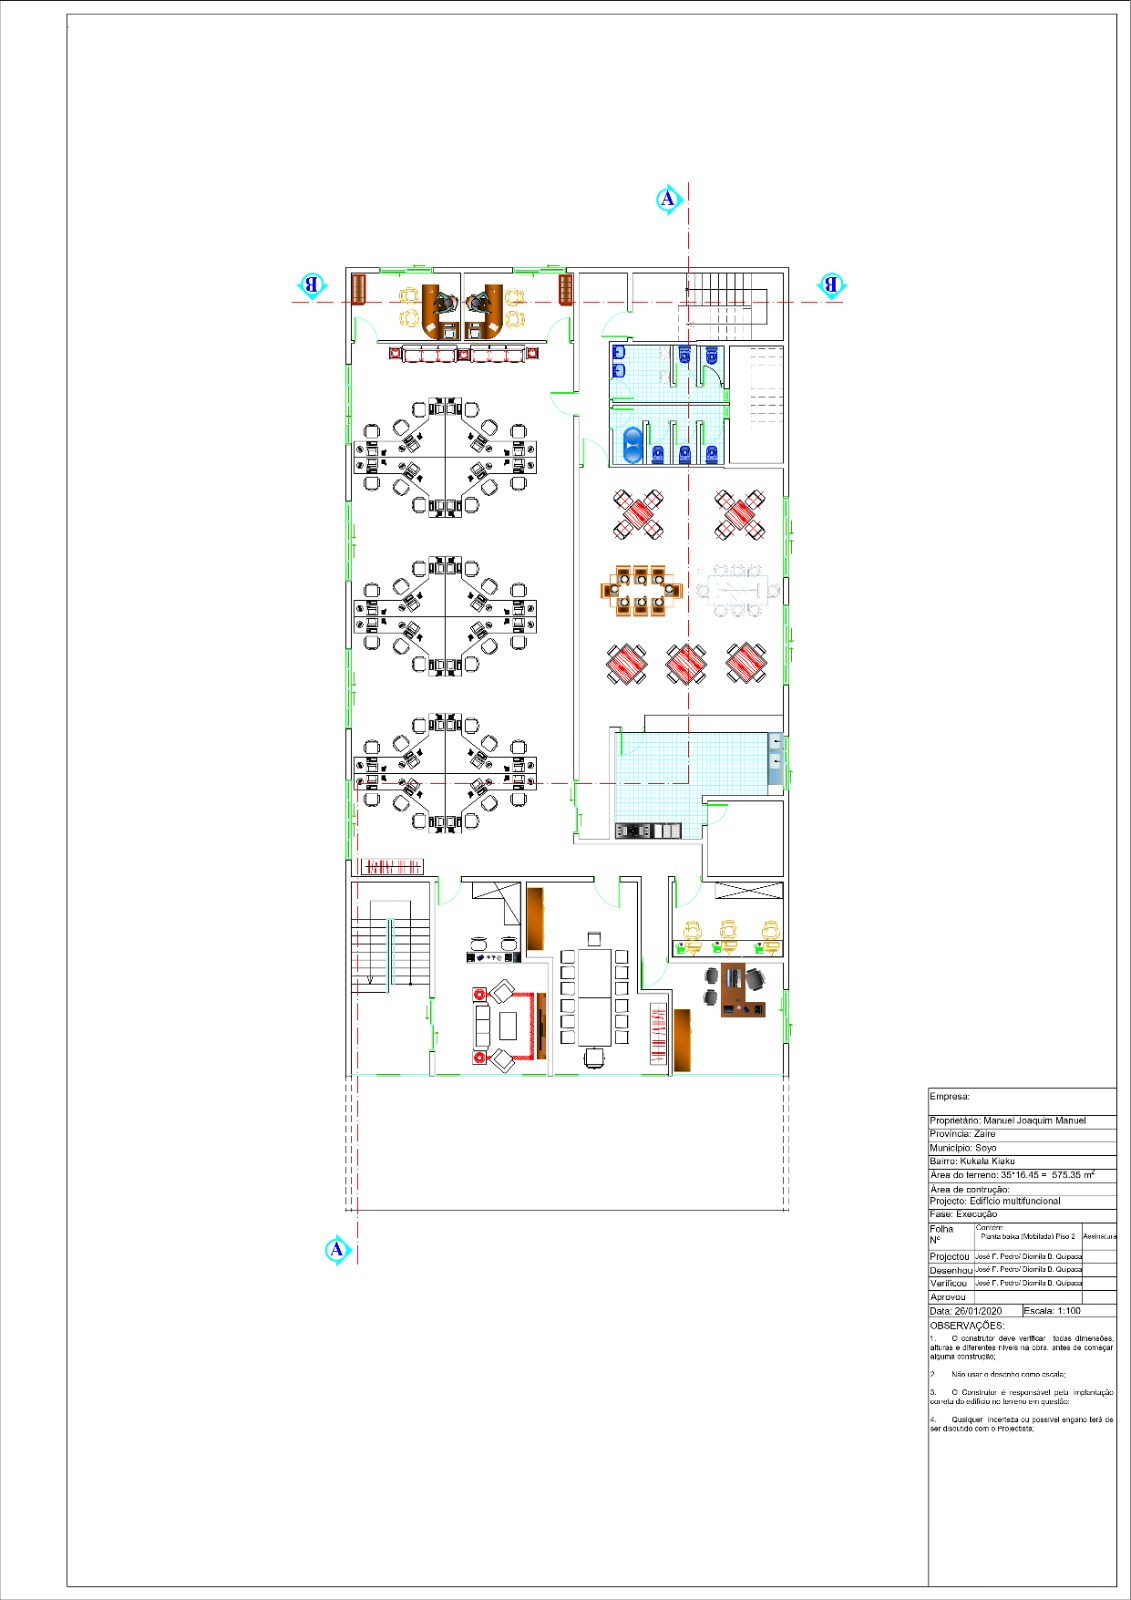 A
B
B
A
Empresa:
Proprietário: Manuel Joaquim Manuel
Província: Zaire
Município: Soyo
Bairro: Kukala Kiaku
Área do terreno: 35*16.45 = 575.35 m²
Área de contrução:
Projecto: Edifício multifuncional
Fase: Execução
Folha Nº
Contém:
Planta baixa (Mobilada) Piso 2
Assinatura
Projectou José F. Pedro/ Diomila B. Quipaca
Desenhou José F. Pedro/ Diomila B. Quipaca
Verificou José F. Pedro/ Diomila B. Quipaca
Aprovou
Data: 26/01/2020 Escala: 1:100
OBSERVAÇÕES:
1. O construtor deve verificar todas dimensões,
alturas e diferentes níveis na obra, antes de começar
alguma construção;
2. Não usar o desenho como escala;
3. O Construtor é responsável pela implantação
correta do edifício no terreno em questão;
4. Qualquer incerteza ou possível engano terá de
ser discutido com o Projectista;